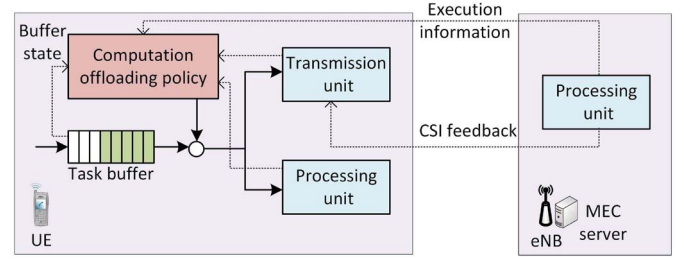 Execution
information
Buffer
state
Computation
offloading policy
Transmission
unit
Processing
unit
CSI feedback
Task buffer
Processing
unit
UE
eNB
MEC
server